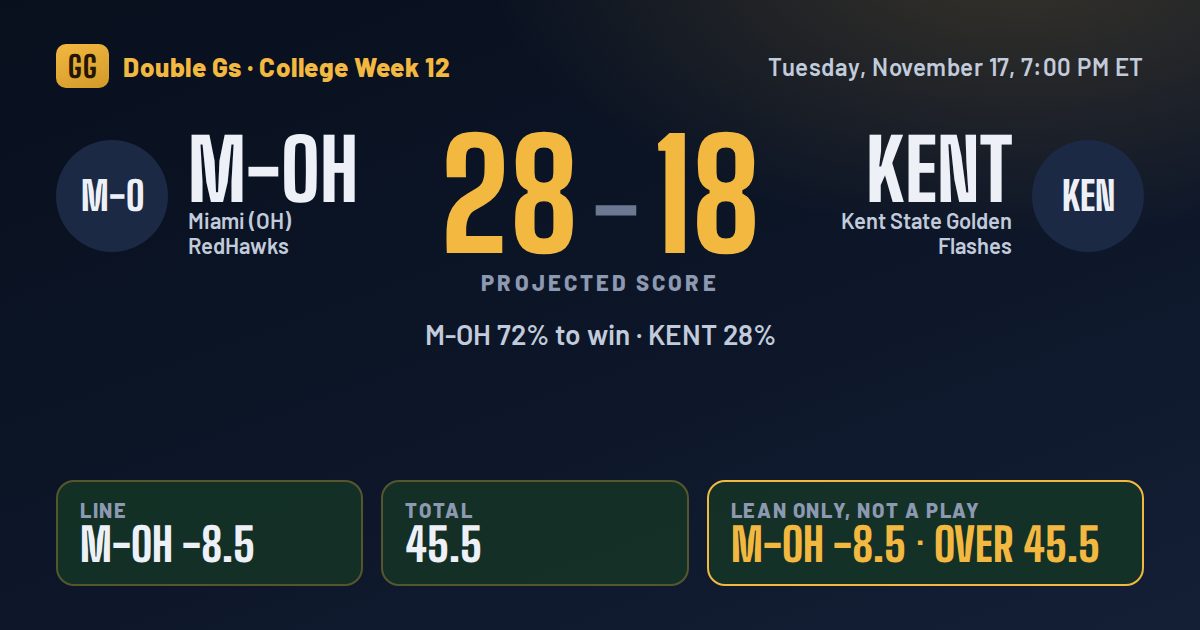 GG Double Gs · College Week 12
Tuesday, November 17, 7:00 PM ET
M-O
M-OH
Miami (OH)
RedHawks
28 – 18
PROJECTED SCORE
M-OH 72% to win · KENT 28%
KENT
Kent State Golden
Flashes
KEN
LINE
M-OH -8.5
TOTAL
45.5
LEAN ONLY, NOT A PLAY
M-OH -8.5 · OVER 45.5